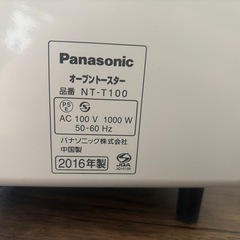 Panasonic
オーブントースター
品番 NT-T100
PS E
AC 100 V 1000 W
50-60 Hz
パナソニック株式会社
中国製
2016年製
JQA